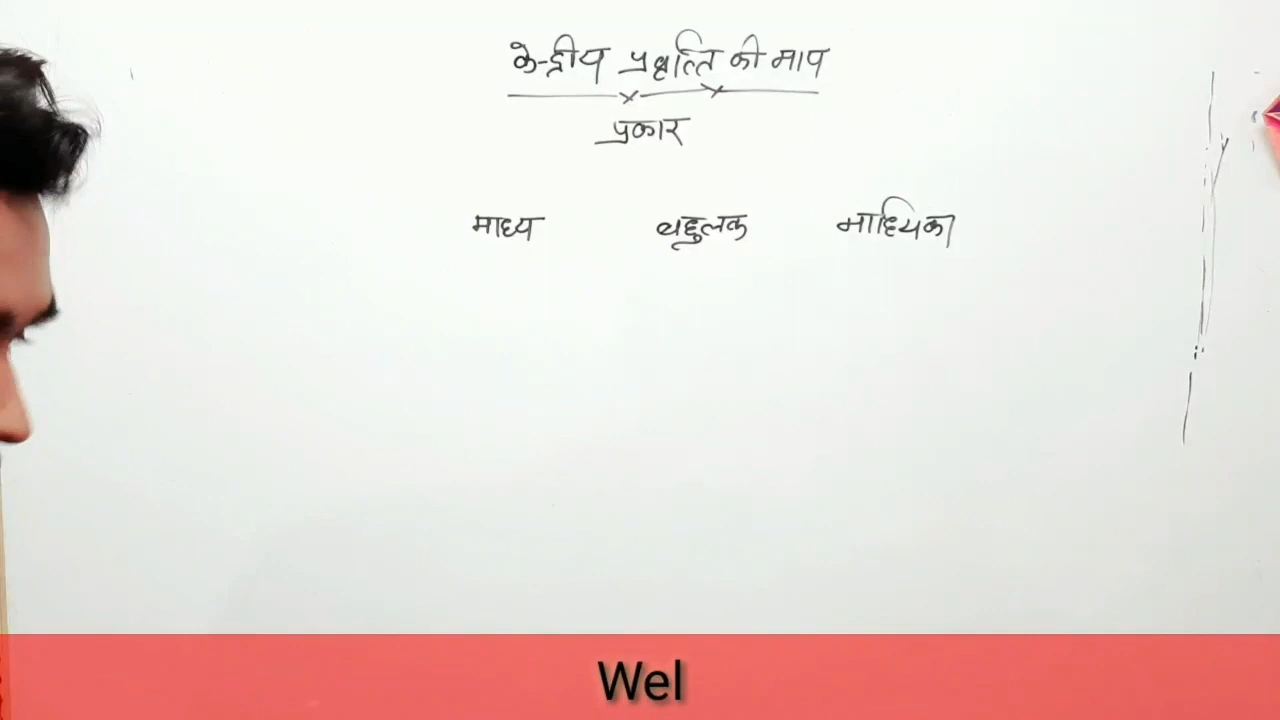 केन्द्रीय प्रवृत्ति की माप
प्रकार
माध्य बहुलक माध्यिका
Wel